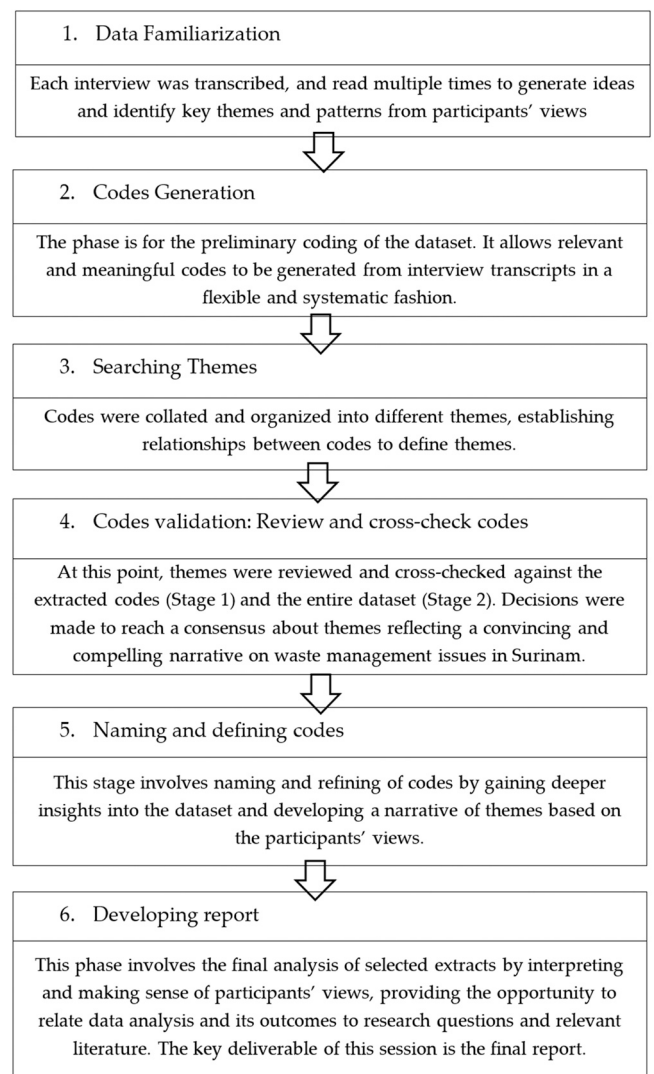 1. Data Familiarization
Each interview was transcribed, and read multiple times to generate ideas
and identify key themes and patterns from participants’ views
2. Codes Generation
The phase is for the preliminary coding of the dataset. It allows relevant
and meaningful codes to be generated from interview transcripts in a
flexible and systematic fashion.
3. Searching Themes
Codes were collated and organized into different themes, establishing
relationships between codes to define themes.
4. Codes validation: Review and cross-check codes
At this point, themes were reviewed and cross-checked against the
extracted codes (Stage 1) and the entire dataset (Stage 2). Decisions were
made to reach a consensus about themes reflecting a convincing and
compelling narrative on waste management issues in Surinam.
5. Naming and defining codes
This stage involves naming and refining of codes by gaining deeper
insights into the dataset and developing a narrative of themes based on
the participants’ views.
6. Developing report
This phase involves the final analysis of selected extracts by interpreting
and making sense of participants’ views, providing the opportunity to
relate data analysis and its outcomes to research questions and relevant
literature. The key deliverable of this session is the final report.